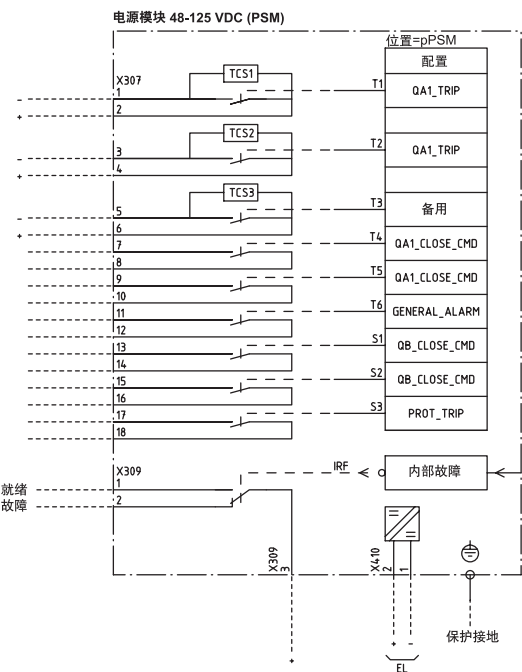 电源模块 48-125 VDC (PSM)
位置=pPSM
配置
X307
TCS1
1
2
-
+
T1
QA1_TRIP
TCS2
3
4
-
+
T2
QA1_TRIP
TCS3
5
6
-
+
T3
备用
7
8
T4
QA1_CLOSE_CMD
9
10
T5
QA1_CLOSE_CMD
11
12
T6
GENERAL_ALARM
13
14
S1
QB_CLOSE_CMD
15
16
S2
QB_CLOSE_CMD
17
18
S3
PROT_TRIP
X309
就绪
1
故障
2
IRF
内部故障
X309
3
X410
2
1
+
+
-
EL
保护接地